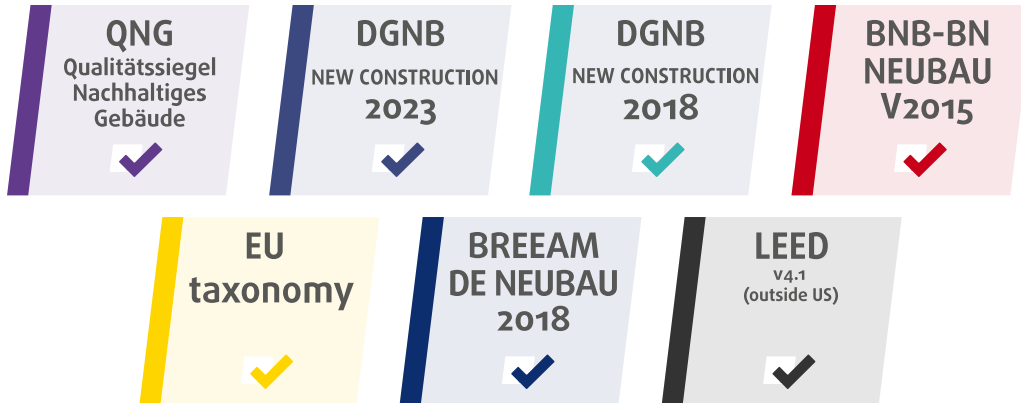 QNG
Qualitätssiegel
Nachhaltiges
Gebäude
DGNB
NEW CONSTRUCTION
2023
DGNB
NEW CONSTRUCTION
2018
BNB-BN
NEUBAU
V2015
EU
taxonomy
BREEAM
DE NEUBAU
2018
LEED
v4.1
(outside US)